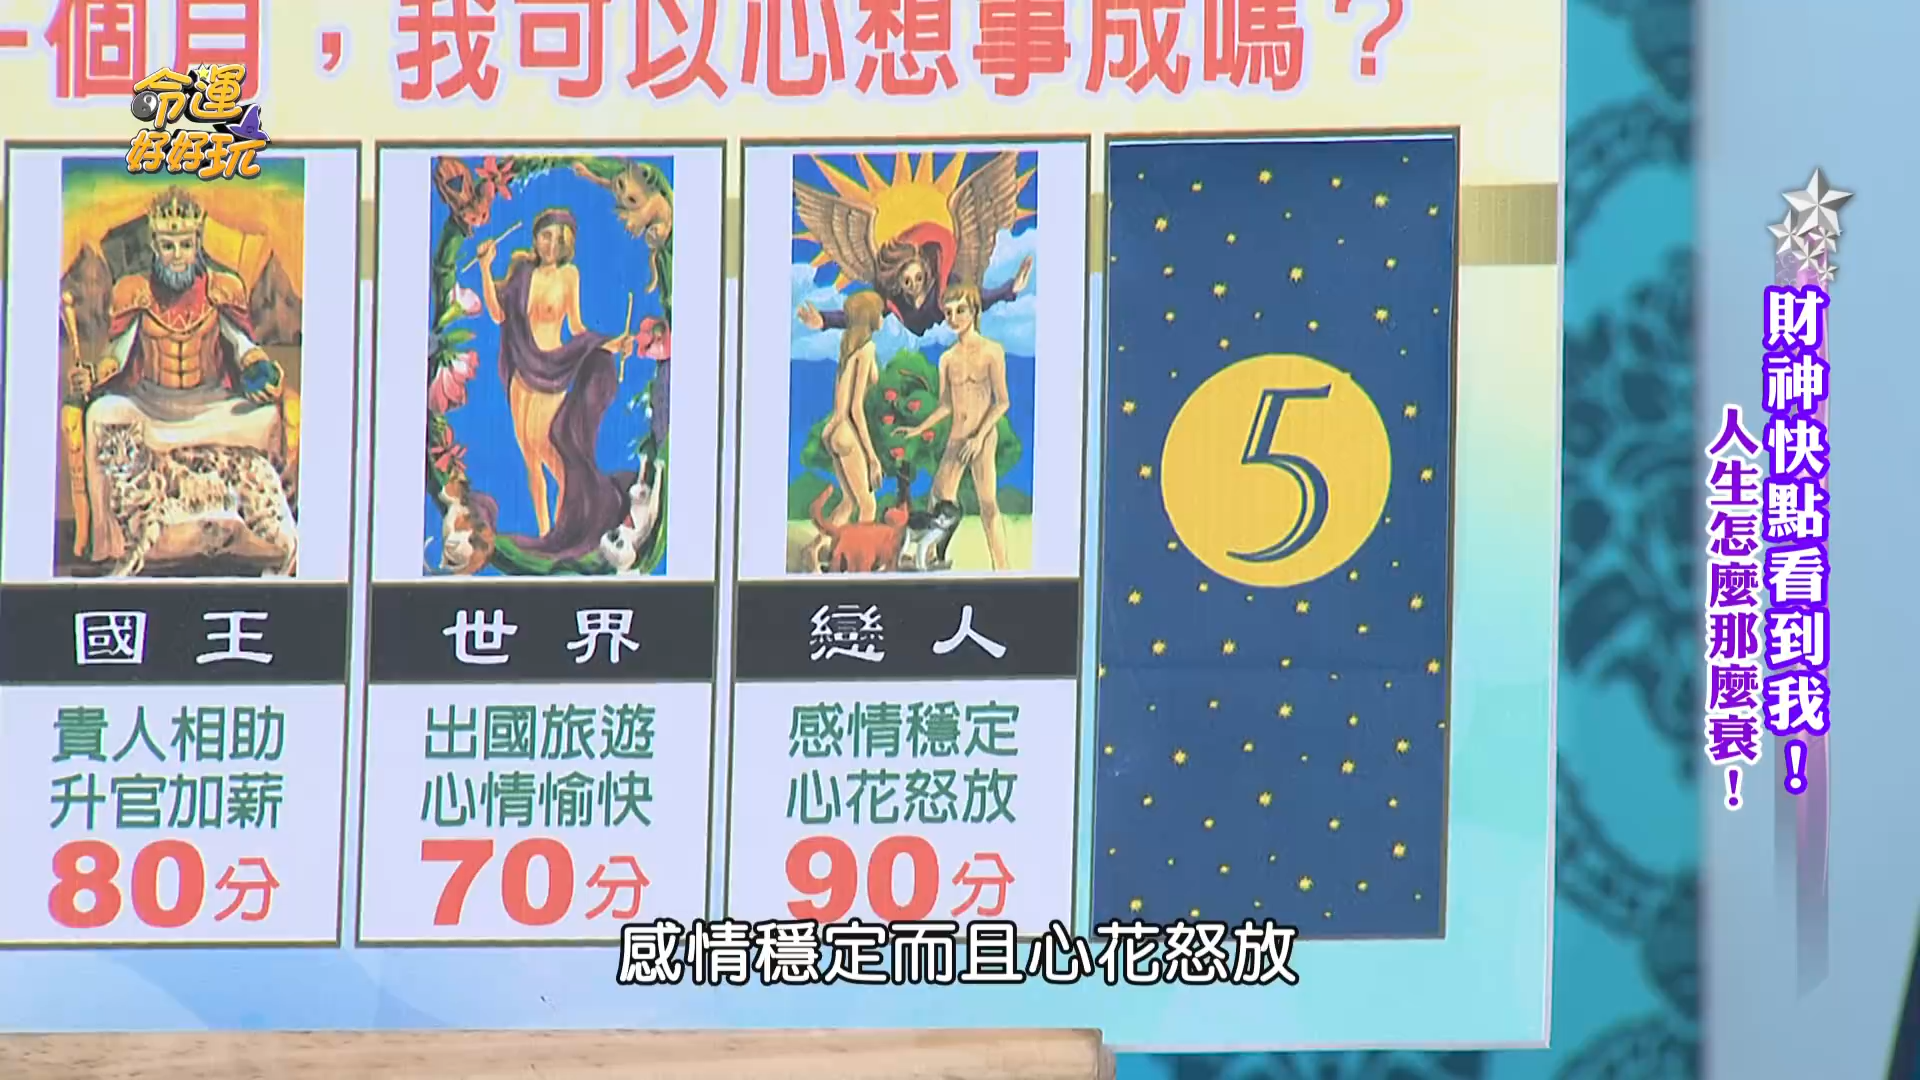 一個月，我可以心想事成嗎？
命運
好好玩
國王
貴人相助
升官加薪
80分
世界
出國旅遊
心情愉快
70分
戀人
感情穩定
心花怒放
90分
5
財神快點看到我！
人生怎麼那麼衰！
感情穩定而且心花怒放